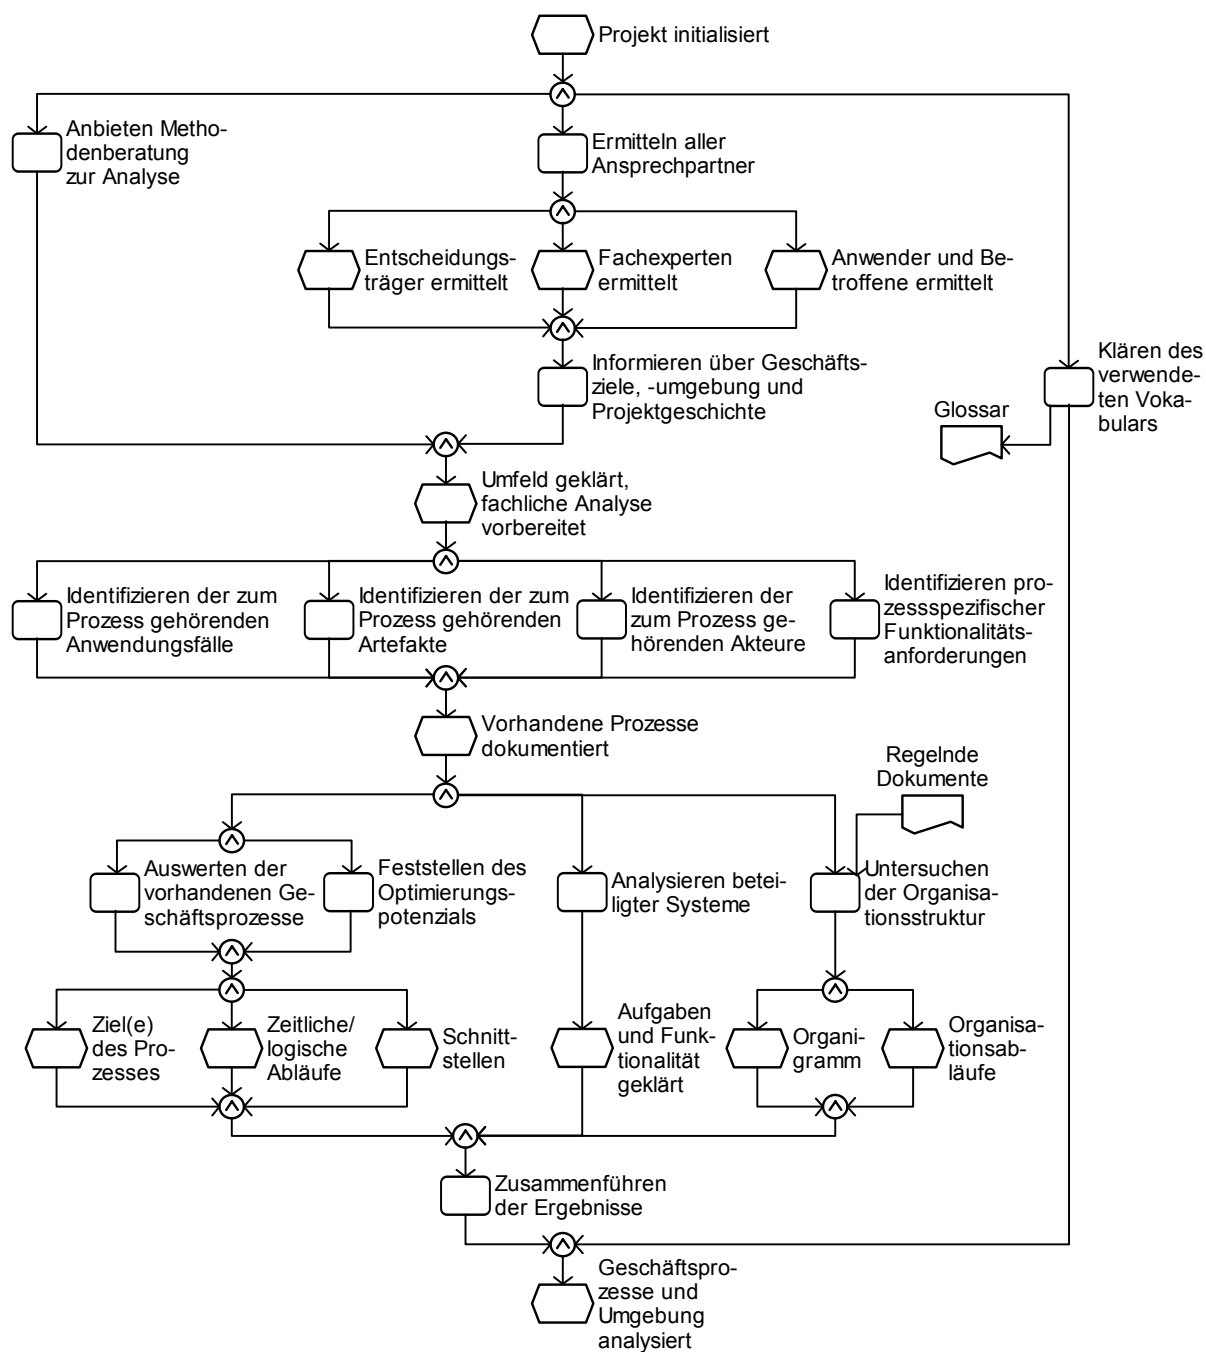 Projekt initialisiert
Anbieten Metho-
denberatung
zur Analyse
Ermitteln aller
Ansprechpartner
Entscheidungs-
träger ermittelt
Fachexperten
ermittelt
Anwender und Be-
troffene ermittelt
Informieren über Geschäfts-
ziele, -umgebung und
Projektgeschichte
Klären des
verwende-
ten Voka-
bulars
Glossar
Umfeld geklärt,
fachliche Analyse
vorbereitet
Identifizieren der zum
Prozess gehörenden
Anwendungsfälle
Identifizieren der zum
Prozess gehörenden
Artefakte
Identifizieren der
zum Prozess ge-
hörenden Akteure
Identifizieren pro-
zessspezifischer
Funktionalitäts-
anforderungen
Vorhandene Prozesse
dokumentiert
Regelnde
Dokumente
Auswerten der
vorhandenen Ge-
schäftsprozesse
Feststellen des
Optimierungs-
potenzials
Analysieren betei-
ligter Systeme
Untersuchen
der Organisa-
tionsstruktur
Ziel(e)
des Pro-
zesses
Zeitliche/
logische
Abläufe
Schnitt-
stellen
Aufgaben
und Funk-
tionalität
geklärt
Organi-
gramm
Organisa-
tionsab-
läufe
Zusammenführen
der Ergebnisse
Geschäftspro-
zesse und
Umgebung
analysiert